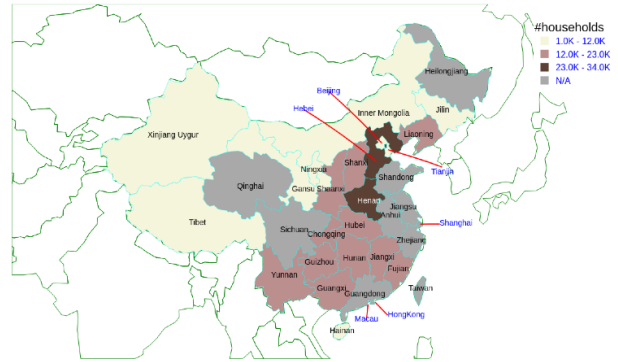 #households
1.0K - 12.0K
12.0K - 23.0K
23.0K - 34.0K
N/A
Heilongjiang
Beijing
Hebei
Inner Mongolia
Jilin
Xinjiang Uygur
Liaoning
Shanxi
Ningxia
Tianjia
Shandong
Qinghai
Gansu
Shaanxi
Henan
Jiangsu
Anhui
Tibet
Shanghai
Sichuan
Hubei
Chongqing
Zhejiang
Hunan
Jiangxi
Guizhou
Fujian
Yunnan
Guangxi
Guangdong
Taiwan
HongKong
Macau
Hainan